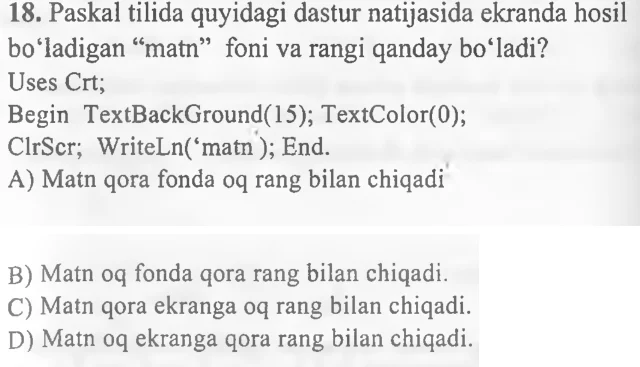 18. Paskal tilida quyidagi dastur natijasida ekranda hosil
bo‘ladigan “matn” foni va rangi qanday bo‘ladi?
Uses Crt;
Begin TextBackGround(15); TextColor(0);
ClrScr; WriteLn(‘matn’); End.
A) Matn qora fonda oq rang bilan chiqadi
B) Matn oq fonda qora rang bilan chiqadi.
C) Matn qora ekranga oq rang bilan chiqadi.
D) Matn oq ekranga qora rang bilan chiqadi.